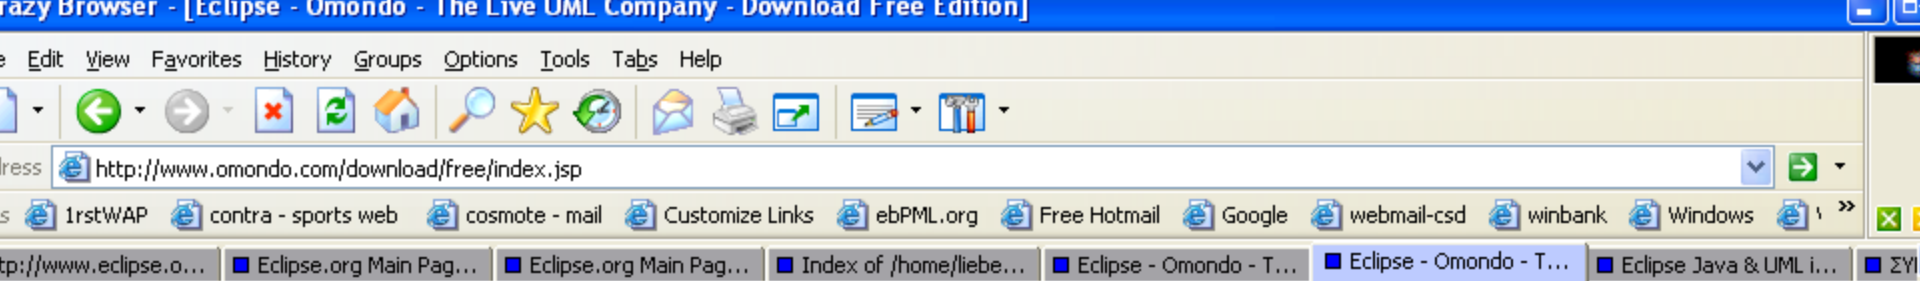 razy Browser - [Eclipse - Omondo - The Live UML Company - Download Free Edition]
Edit View Favorites History Groups Options Tools Tabs Help
ress http://www.omondo.com/download/free/index.jsp
s 1rstWAP contra - sports web cosmote - mail Customize Links ebPML.org Free Hotmail Google webmail-csd winbank Windows »
tp://www.eclipse.o... Eclipse.org Main Pag... Eclipse.org Main Pag... Index of /home/liebe... Eclipse - Omondo - T... Eclipse - Omondo - T... Eclipse Java & UML i... ΣΥ